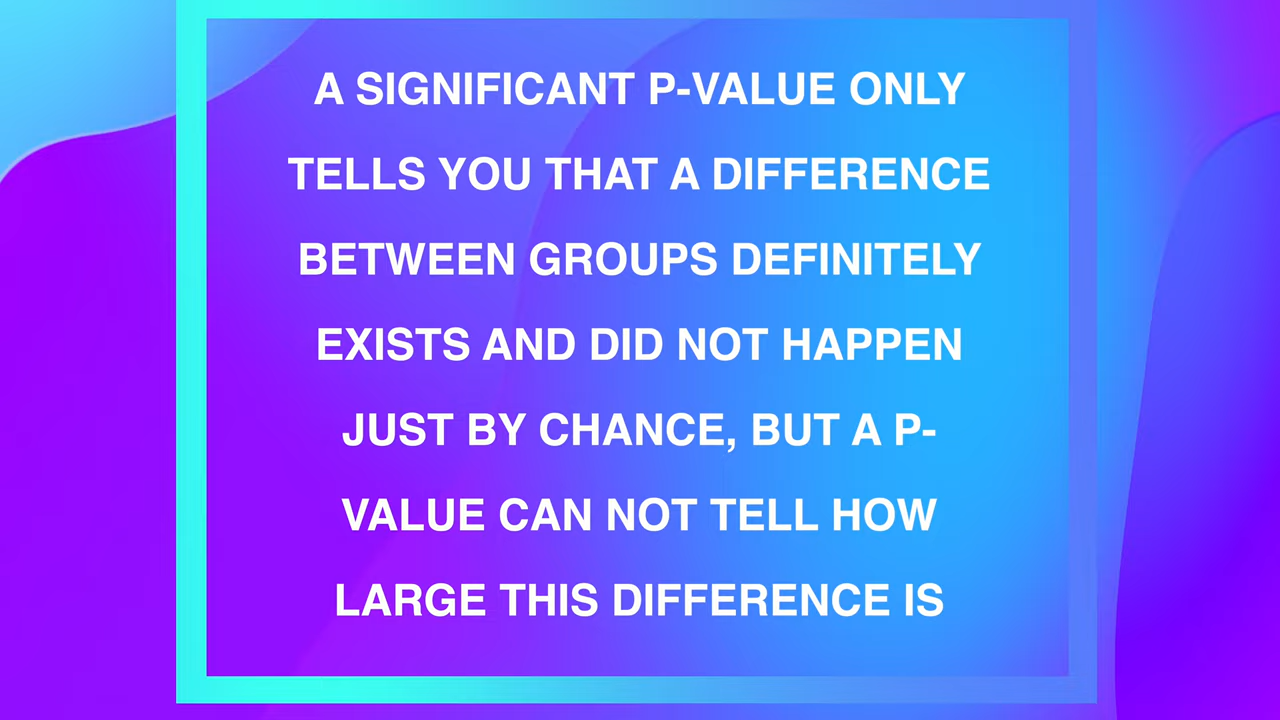 A SIGNIFICANT P-VALUE ONLY
TELLS YOU THAT A DIFFERENCE
BETWEEN GROUPS DEFINITELY
EXISTS AND DID NOT HAPPEN
JUST BY CHANCE, BUT A P-
VALUE CAN NOT TELL HOW
LARGE THIS DIFFERENCE IS